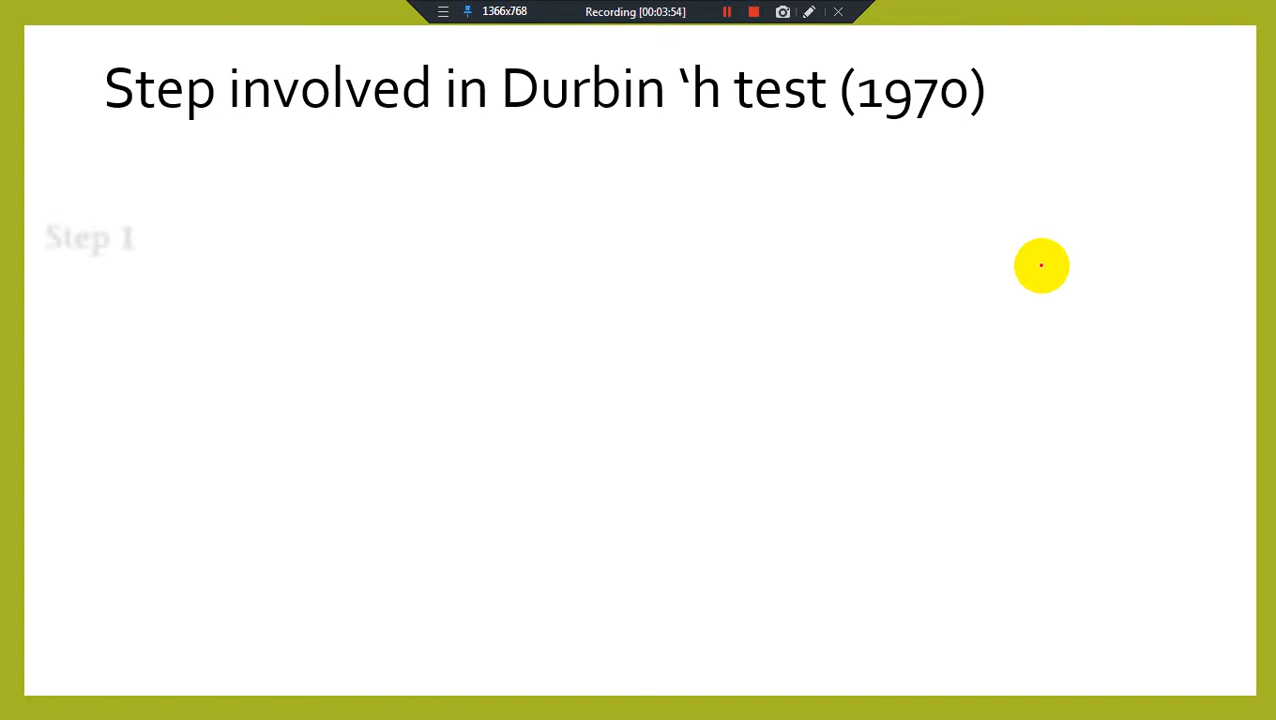 1366x768 Recording [00:03:54]
Step involved in Durbin ‘h test (1970)
Step 1